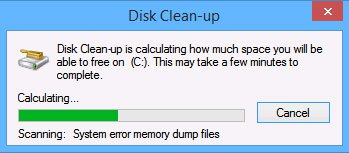 Disk Clean-up
Disk Clean-up is calculating how much space you will be
able to free on  (C:). This may take a few minutes to
complete.
Calculating...
Cancel
Scanning:   System error memory dump files